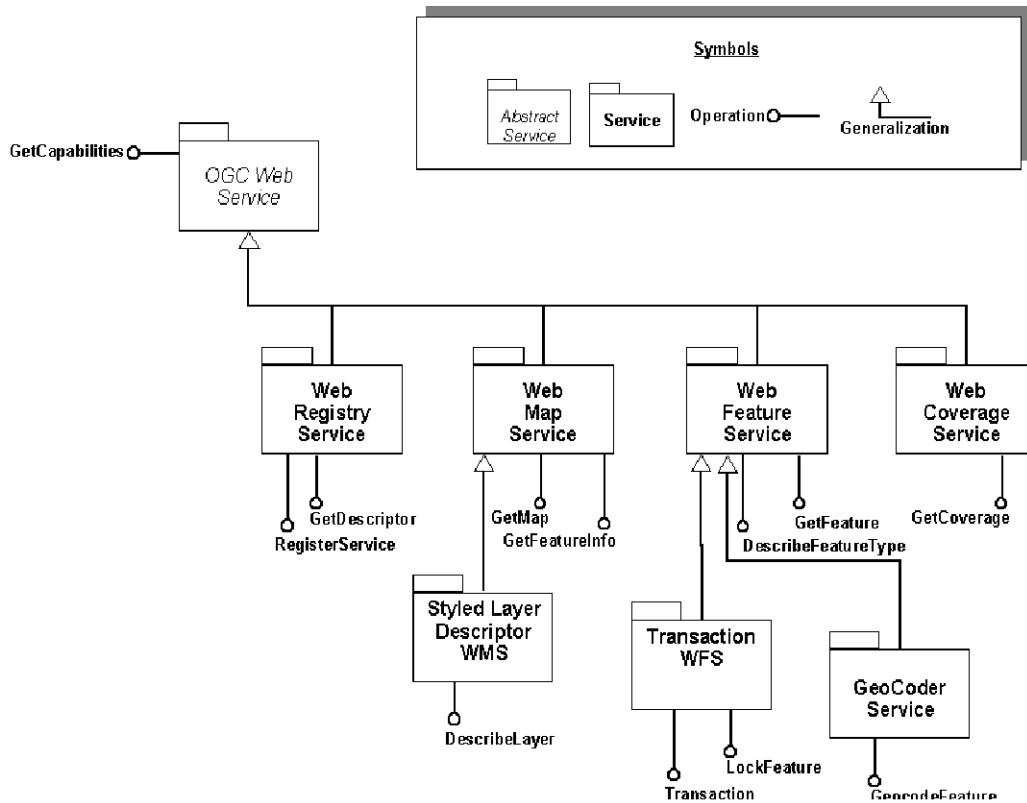 Symbols
Abstract
Service
Service
Operation
Generalization
GetCapabilities
OGC Web
Service
Web
Registry
Service
Web
Map
Service
Web
Feature
Service
Web
Coverage
Service
GetDescriptor
RegisterService
GetMap
GetFeatureInfo
GetFeature
DescribeFeatureType
GetCoverage
Styled Layer
Descriptor
WMS
Transaction
WFS
GeoCoder
Service
DescribeLayer
LockFeature
Transaction
GeocodeFeature